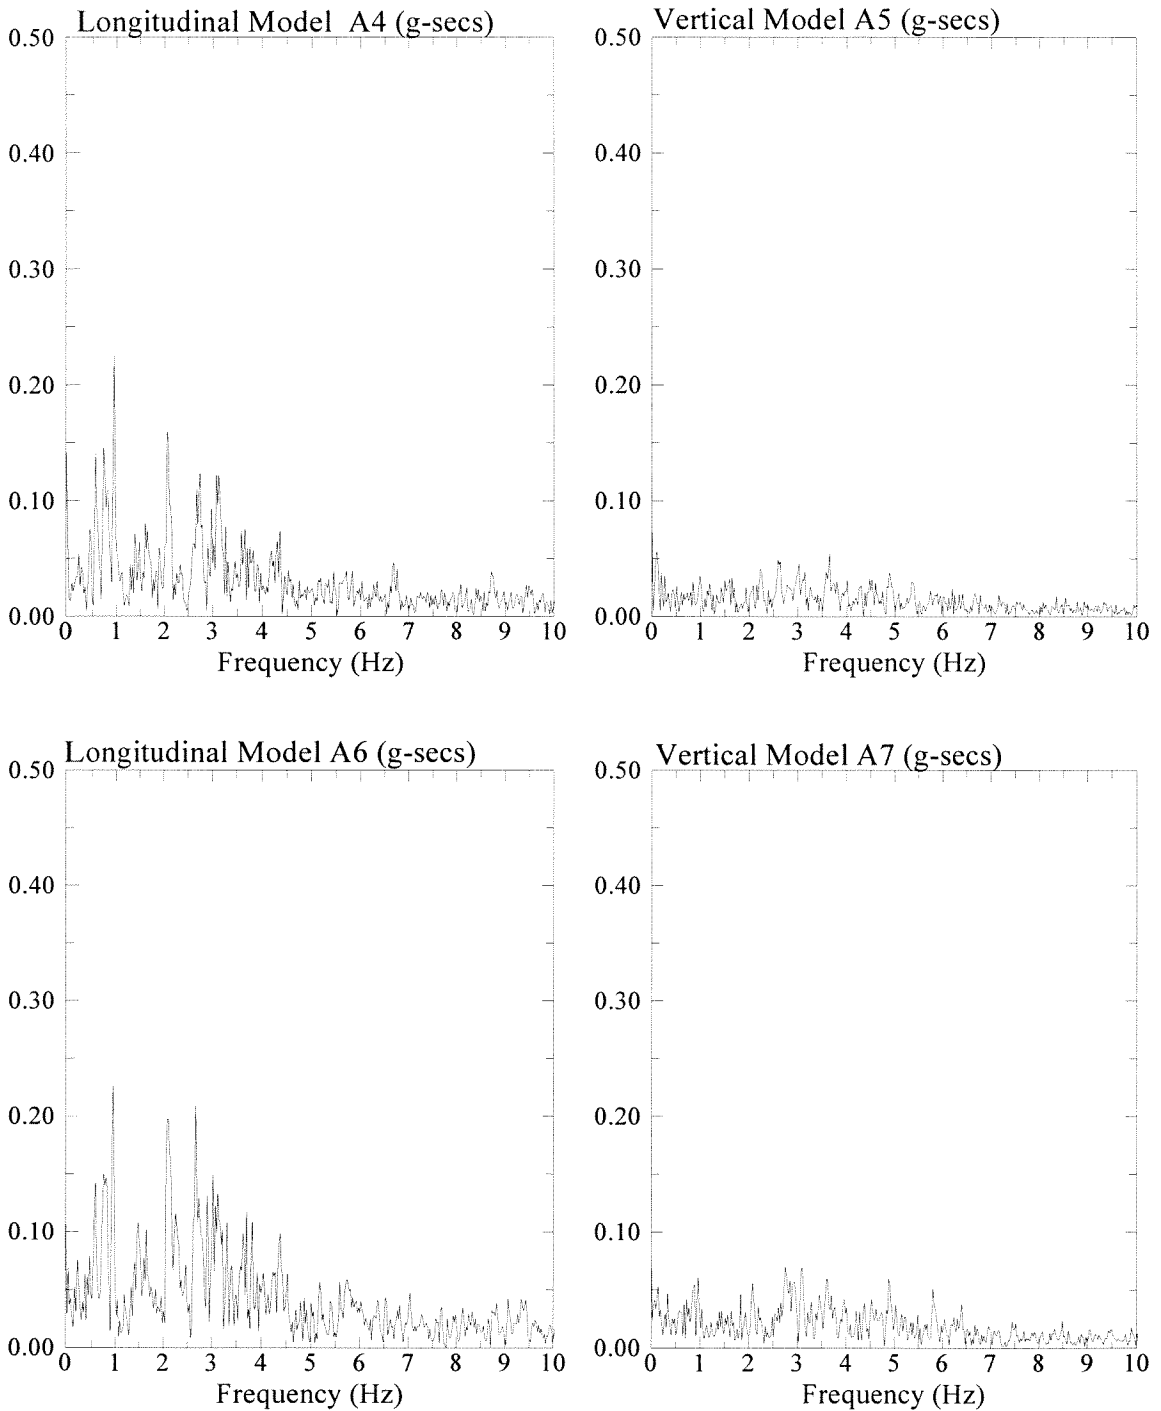 Longitudinal Model A4 (g-secs)
0.50
0.40
0.30
0.20
0.10
0.00
0 1 2 3 4 5 6 7 8 9 10
Frequency (Hz)
Vertical Model A5 (g-secs)
0.50
0.40
0.30
0.20
0.10
0.00
0 1 2 3 4 5 6 7 8 9 10
Frequency (Hz)
Longitudinal Model A6 (g-secs)
0.50
0.40
0.30
0.20
0.10
0.00
0 1 2 3 4 5 6 7 8 9 10
Frequency (Hz)
Vertical Model A7 (g-secs)
0.50
0.40
0.30
0.20
0.10
0.00
0 1 2 3 4 5 6 7 8 9 10
Frequency (Hz)